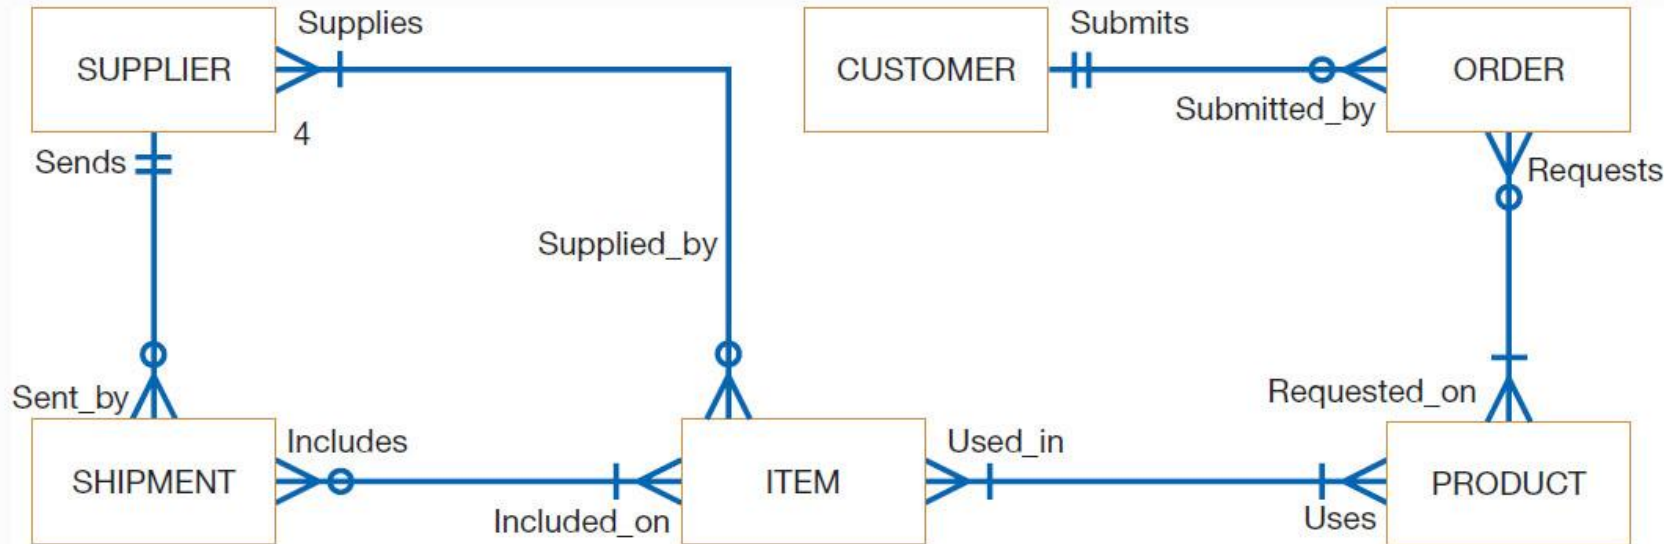 Supplies
Submits
SUPPLIER
CUSTOMER
ORDER
Submitted_by
4
Sends
Requests
Supplied_by
Requested_on
Sent_by
Includes
Used_in
SHIPMENT
ITEM
PRODUCT
Included_on
Uses